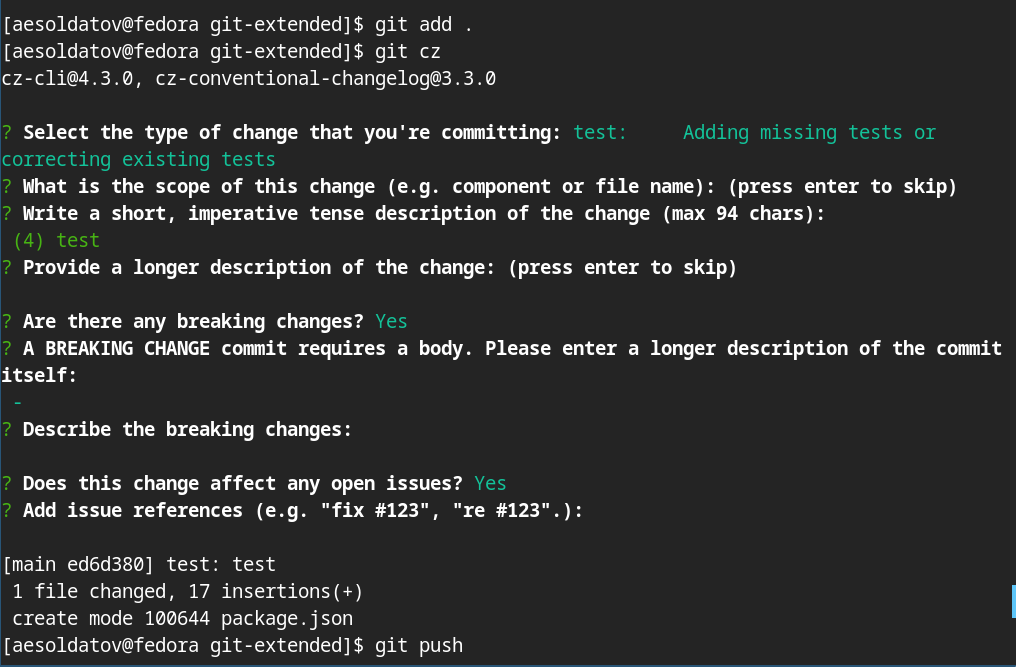 [aesoldatov@fedora git-extended]$ git add .
[aesoldatov@fedora git-extended]$ git cz
cz-cli@4.3.0, cz-conventional-changelog@3.3.0
? Select the type of change that you're committing: test:     Adding missing tests or
correcting existing tests
? What is the scope of this change (e.g. component or file name): (press enter to skip)
? Write a short, imperative tense description of the change (max 94 chars):
 (4) test
? Provide a longer description of the change: (press enter to skip)
? Are there any breaking changes? Yes
? A BREAKING CHANGE commit requires a body. Please enter a longer description of the commit
itself:
 -
? Describe the breaking changes:
? Does this change affect any open issues? Yes
? Add issue references (e.g. "fix #123", "re #123".):
[main ed6d380] test: test
 1 file changed, 17 insertions(+)
 create mode 100644 package.json
[aesoldatov@fedora git-extended]$ git push